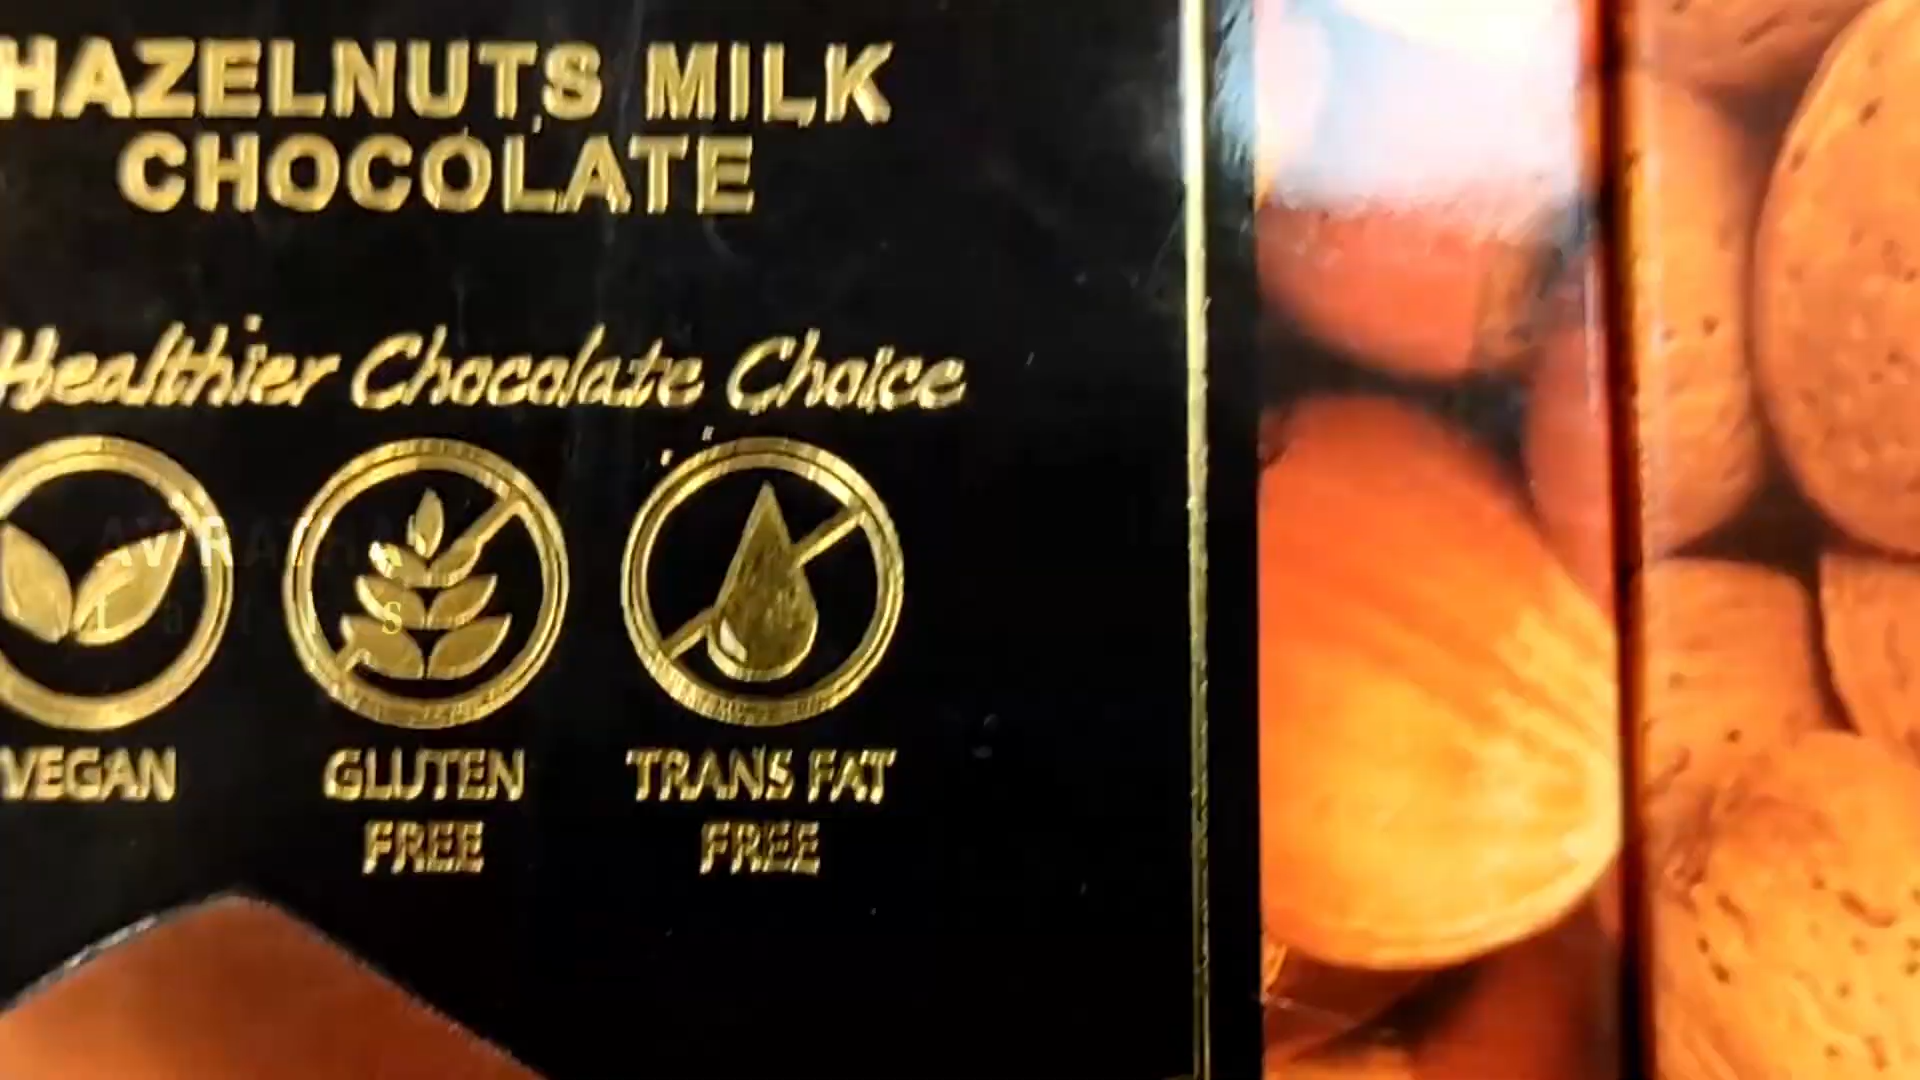 HAZELNUTS MILK
CHOCOLATE
Healthier Chocolate Choice
VEGAN
GLUTEN
FREE
TRANS FAT
FREE